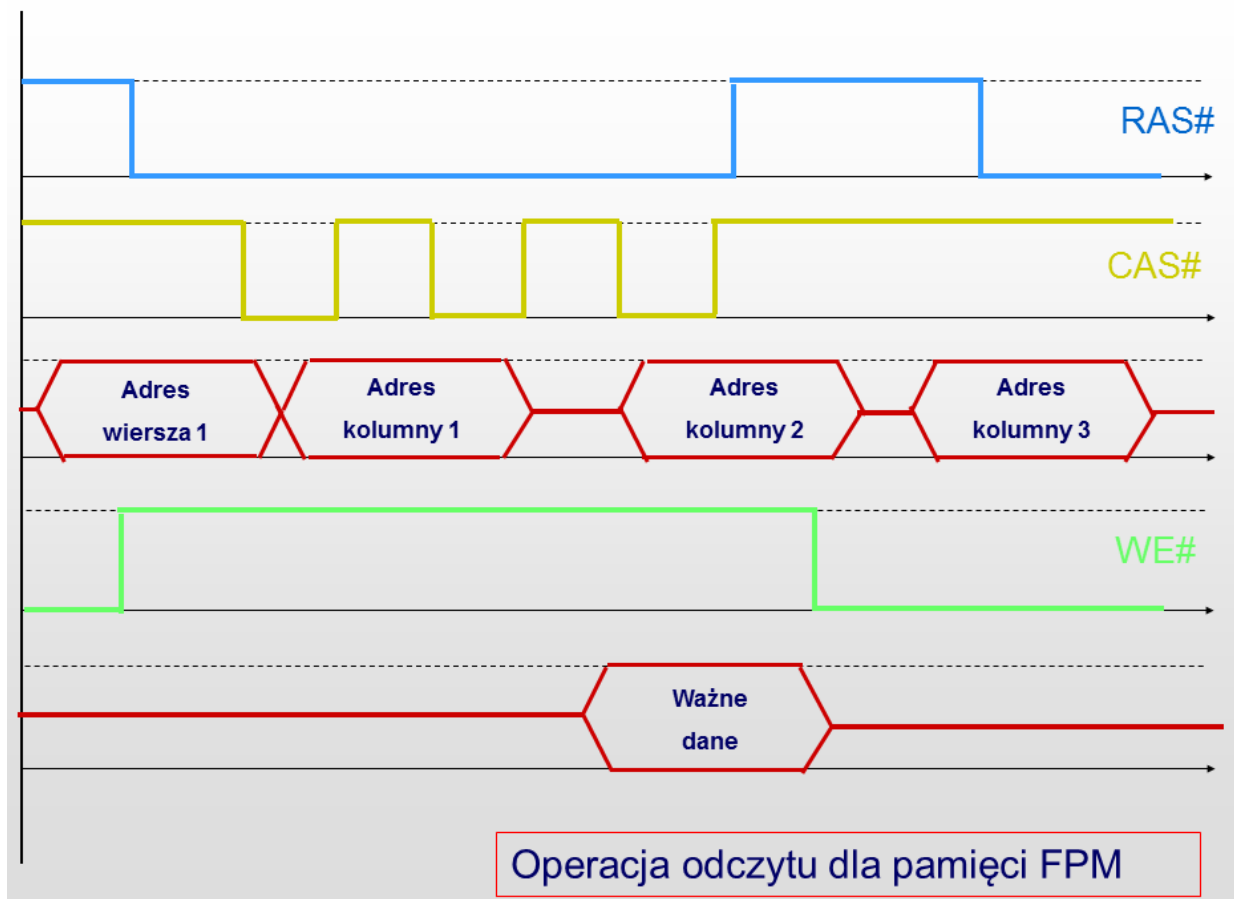 RAS#
CAS#
Adres
wiersza 1
Adres
kolumny 1
Adres
kolumny 2
Adres
kolumny 3
WE#
Ważne
dane
Operacja odczytu dla pamięci FPM